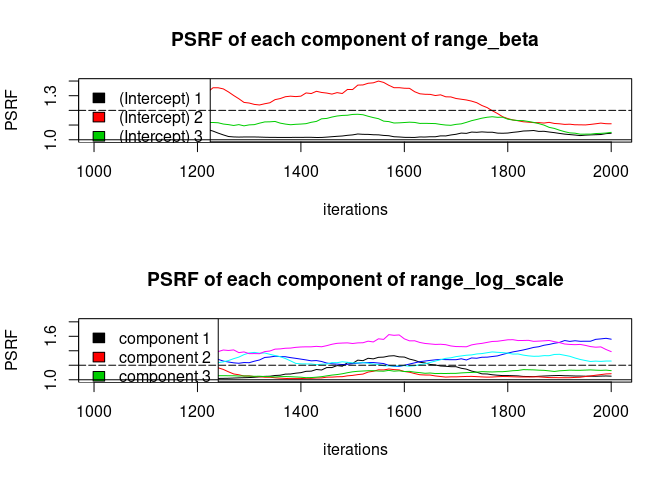 PSRF of each component of range_beta
PSRF
1.0 1.3
(Intercept) 1
(Intercept) 2
(Intercept) 3
1000 1200 1400 1600 1800 2000
iterations
PSRF of each component of range_log_scale
PSRF
1.0 1.6
component 1
component 2
component 3
1000 1200 1400 1600 1800 2000
iterations